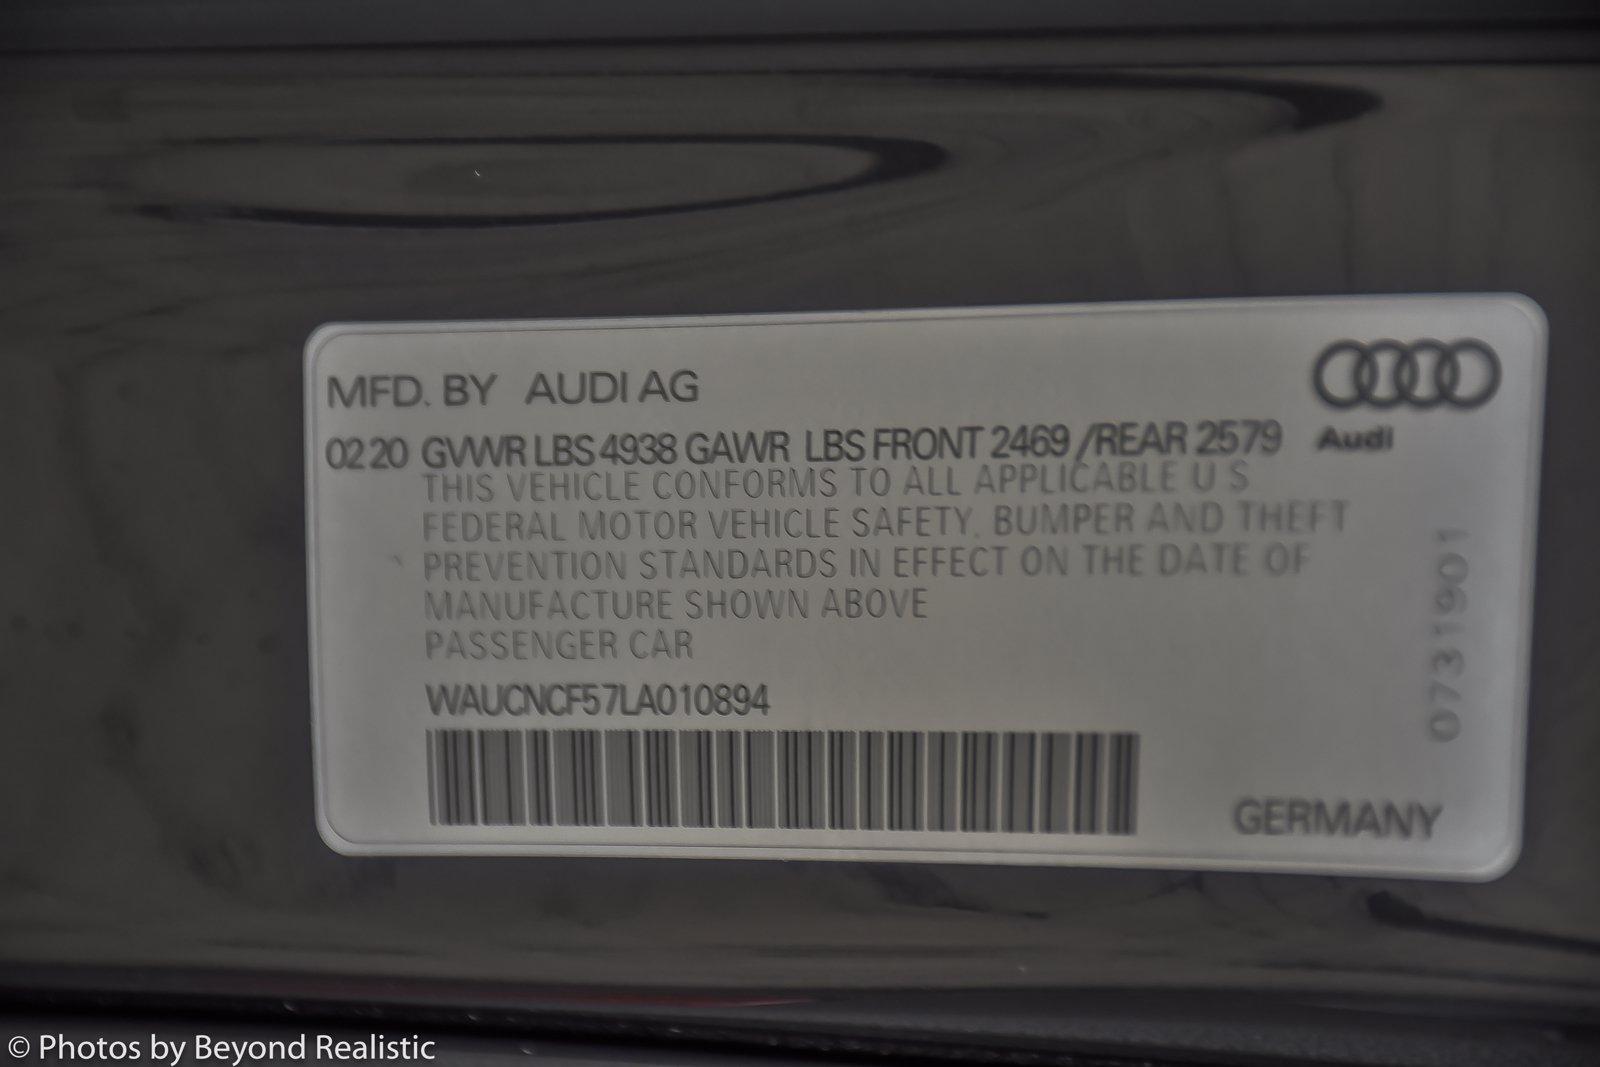 MFD. BY AUDI AG
Audi
02 20 GVWR LBS 4938 GAWR LBS FRONT 2469 /REAR 2579
THIS VEHICLE CONFORMS TO ALL APPLICABLE U S
FEDERAL MOTOR VEHICLE SAFETY, BUMPER AND THEFT
PREVENTION STANDARDS IN EFFECT ON THE DATE OF
MANUFACTURE SHOWN ABOVE
PASSENGER CAR
WAUCNCF57LA010894
0731901
GERMANY
© Photos by Beyond Realistic